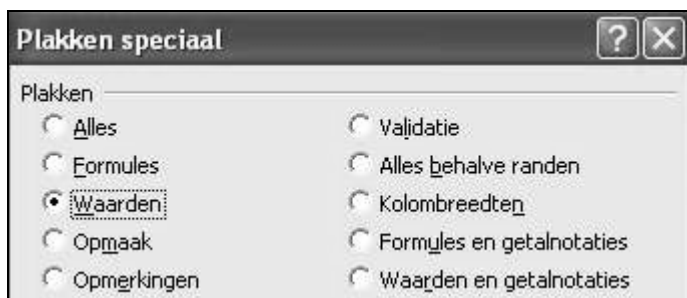 Plakken speciaal
Plakken
Alles
Formules
Waarden
Opmaak
Opmerkingen
Validatie
Alles behalve randen
Kolombreedten
Formules en getalnotaties
Waarden en getalnotaties